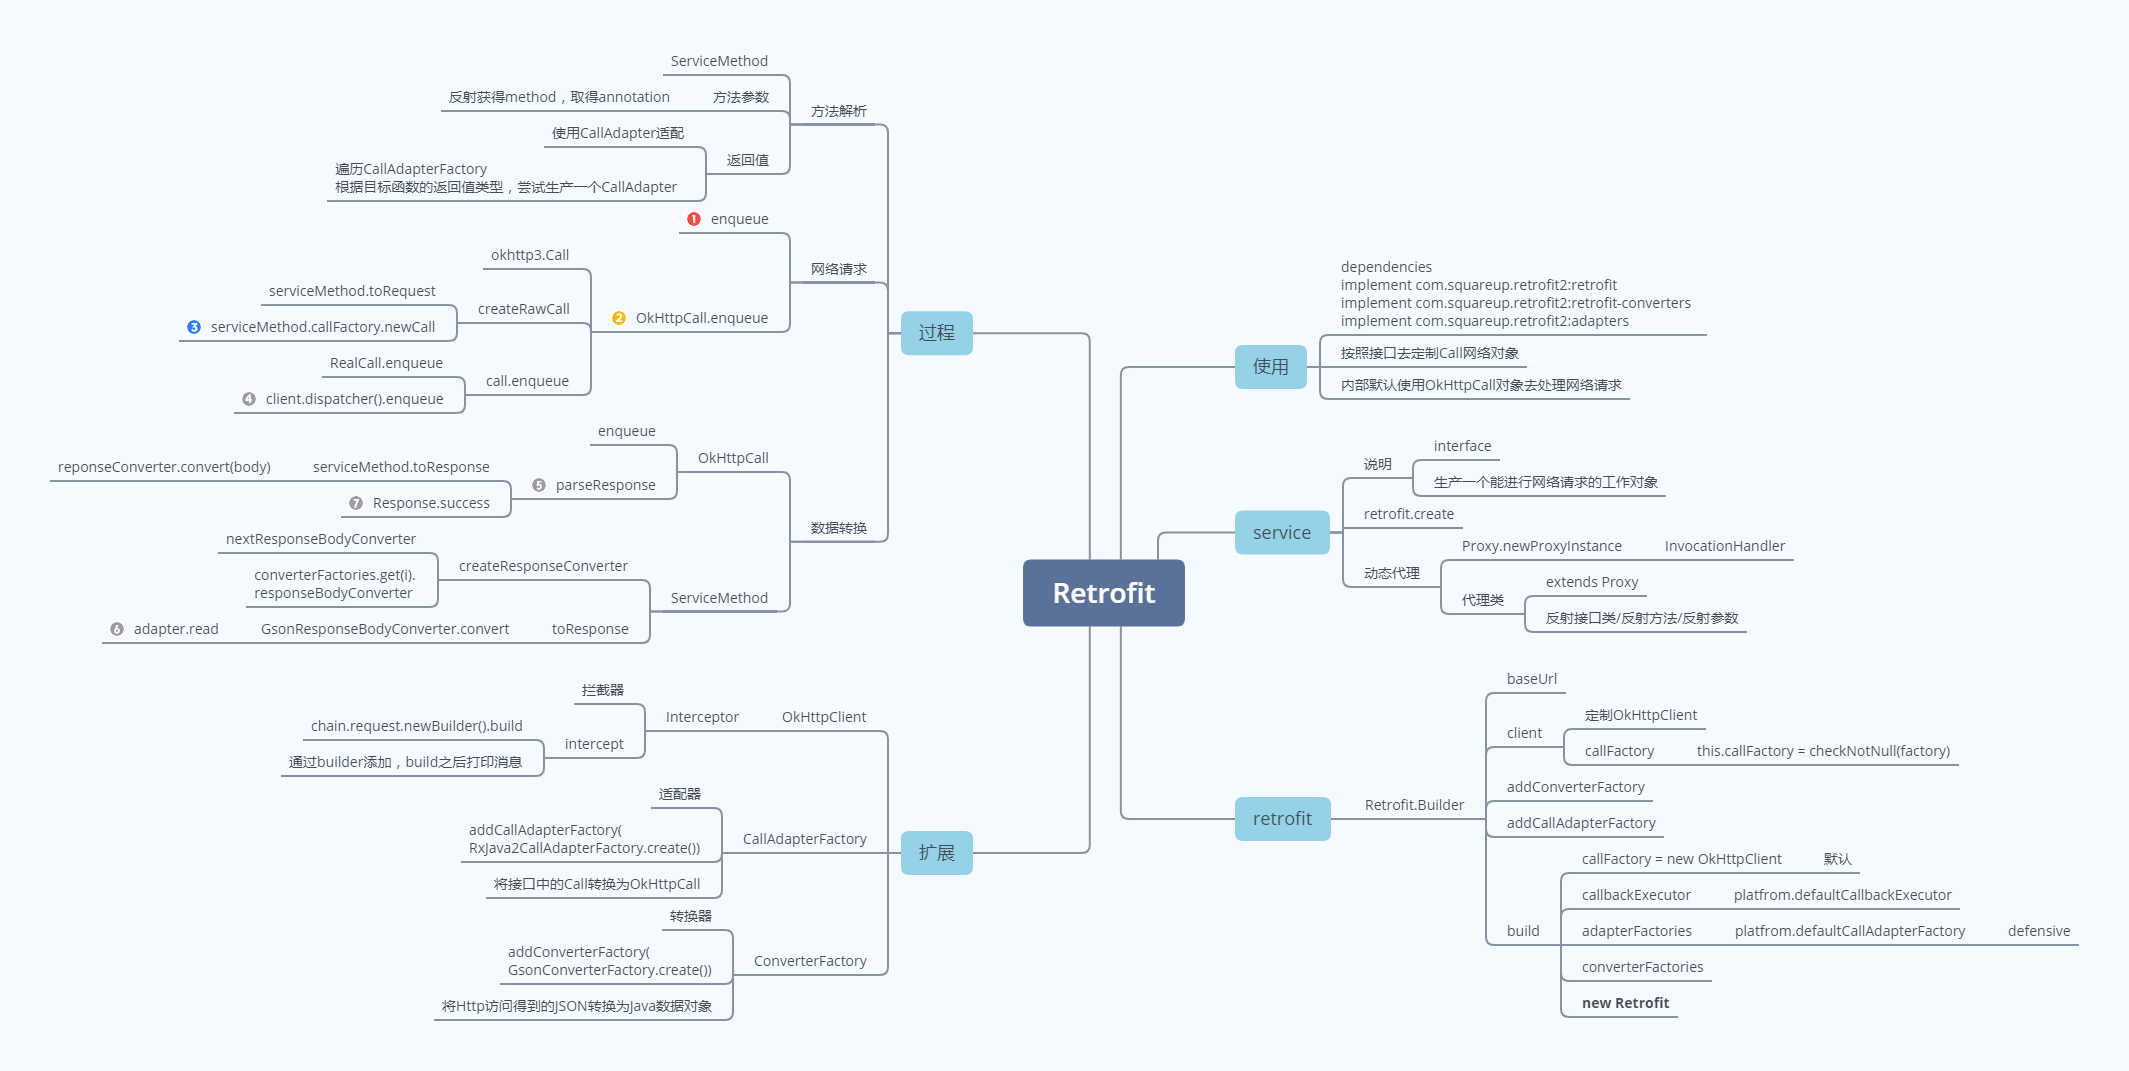 Retrofit
使用
dependencies
implement com.squareup.retrofit2:retrofit
implement com.squareup.retrofit2:retrofit-converters
implement com.squareup.retrofit2:adapters
按照接口去定制Call网络对象
内部默认使用OkHttpCall对象去处理网络请求
service
说明
interface
生产一个能进行网络请求的工作对象
retrofit.create
动态代理
Proxy.newProxyInstance
InvocationHandler
代理类
extends Proxy
反射接口类/反射方法/反射参数
retrofit
Retrofit.Builder
baseUrl
client
定制OkHttpClient
callFactory
this.callFactory = checkNotNull(factory)
addConverterFactory
addCallAdapterFactory
build
callFactory = new OkHttpClient
默认
callbackExecutor
platfrom.defaultCallbackExecutor
adapterFactories
platfrom.defaultCallAdapterFactory
defensive
converterFactories
new Retrofit
过程
方法解析
ServiceMethod
方法参数
反射获得method，取得annotation
返回值
使用CallAdapter适配
遍历CallAdapterFactory
根据目标函数的返回值类型，尝试生产一个CallAdapter
网络请求
1 enqueue
2 OkHttpCall.enqueue
okhttp3.Call
createRawCall
serviceMethod.toRequest
3 serviceMethod.callFactory.newCall
call.enqueue
RealCall.enqueue
4 client.dispatcher().enqueue
数据转换
OkHttpCall
enqueue
5 parseResponse
serviceMethod.toResponse
reponseConverter.convert(body)
7 Response.success
ServiceMethod
createResponseConverter
nextResponseBodyConverter
converterFactories.get(i).
responseBodyConverter
toResponse
GsonResponseBodyConverter.convert
6 adapter.read
扩展
OkHttpClient
Interceptor
拦截器
intercept
chain.request.newBuilder().build
通过builder添加，build之后打印消息
CallAdapterFactory
适配器
addCallAdapterFactory(
RxJava2CallAdapterFactory.create())
将接口中的Call转换为OkHttpCall
ConverterFactory
转换器
addConverterFactory(
GsonConverterFactory.create())
将Http访问得到的JSON转换为Java数据对象